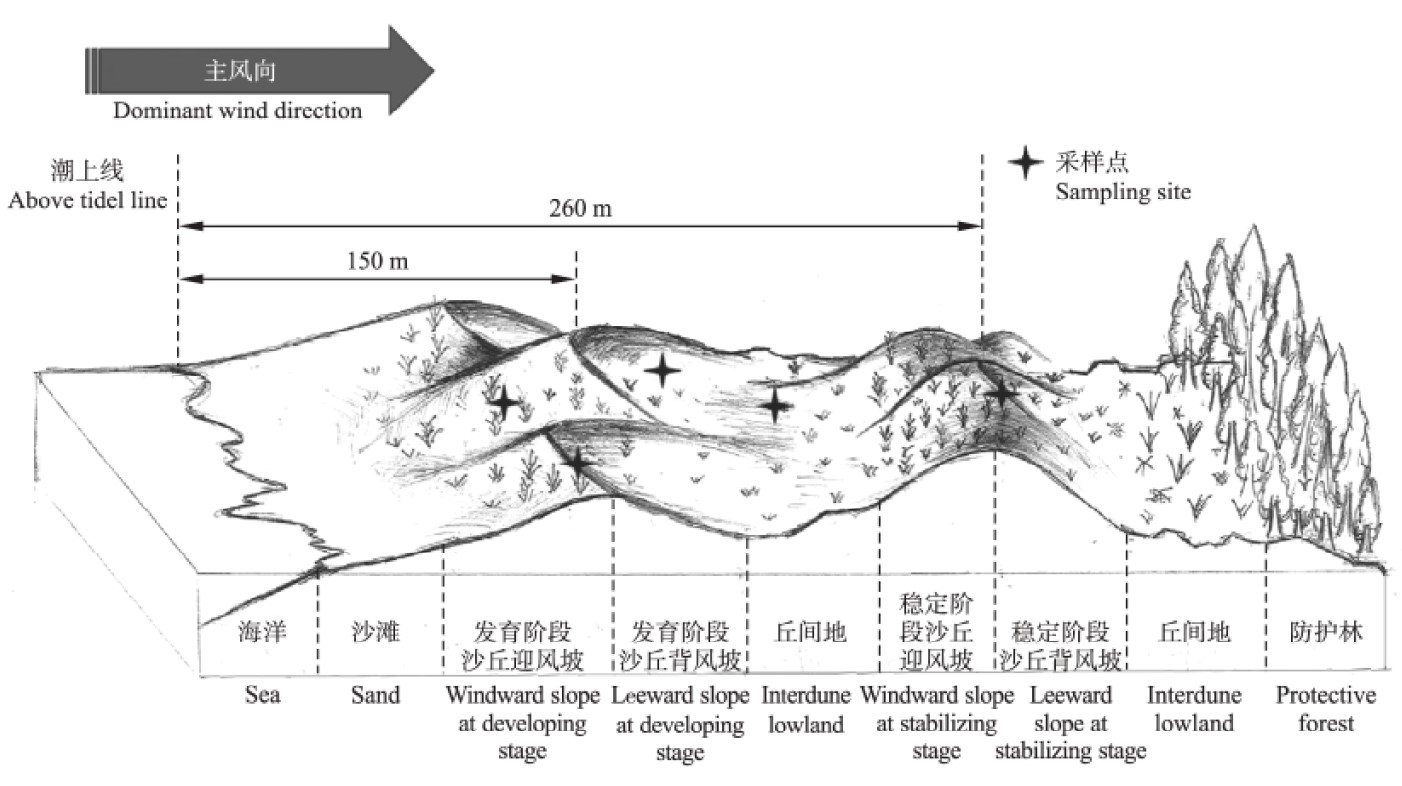 主风向
Dominant wind direction
潮上线
Above tidel line
采样点
Sampling site
260 m
150 m
海洋
沙滩
发育阶段
沙丘迎风坡
发育阶段
沙丘背风坡
丘间地
稳定阶
段沙丘
迎风坡
稳定阶段
沙丘背风坡
丘间地
防护林
Sea
Sand
Windward slope
at developing
stage
Leeward slope
at developing
stage
Interdune
lowland
Windward slope
at stabilizing
stage
Leeward
slope at
stabilizing stage
Interdune
lowland
Protective
forest